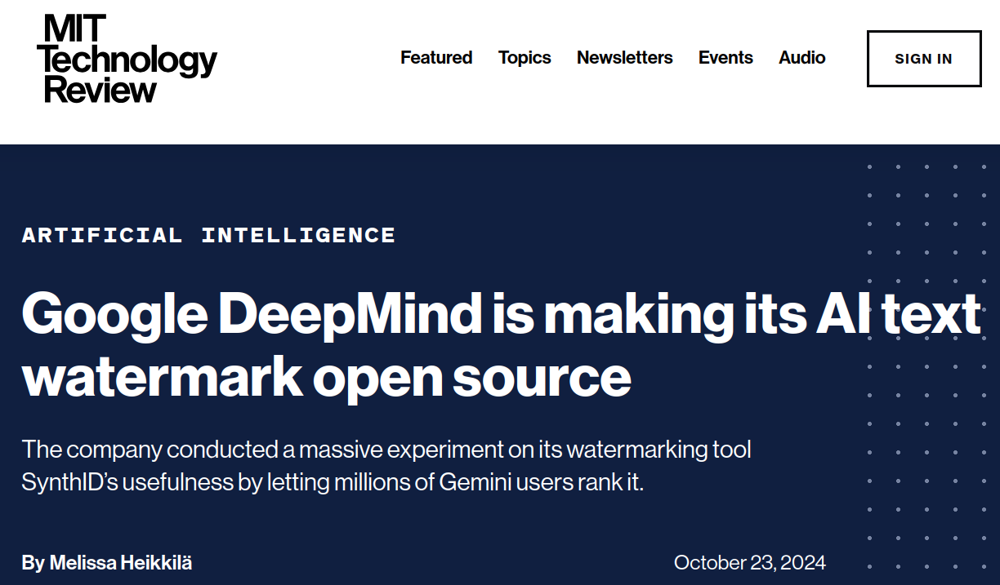 MIT
Technology
Review
Featured Topics Newsletters Events Audio SIGN IN
ARTIFICIAL INTELLIGENCE
Google DeepMind is making its AI text
watermark open source
The company conducted a massive experiment on its watermarking tool
SynthID’s usefulness by letting millions of Gemini users rank it.
By Melissa Heikkilä October 23, 2024